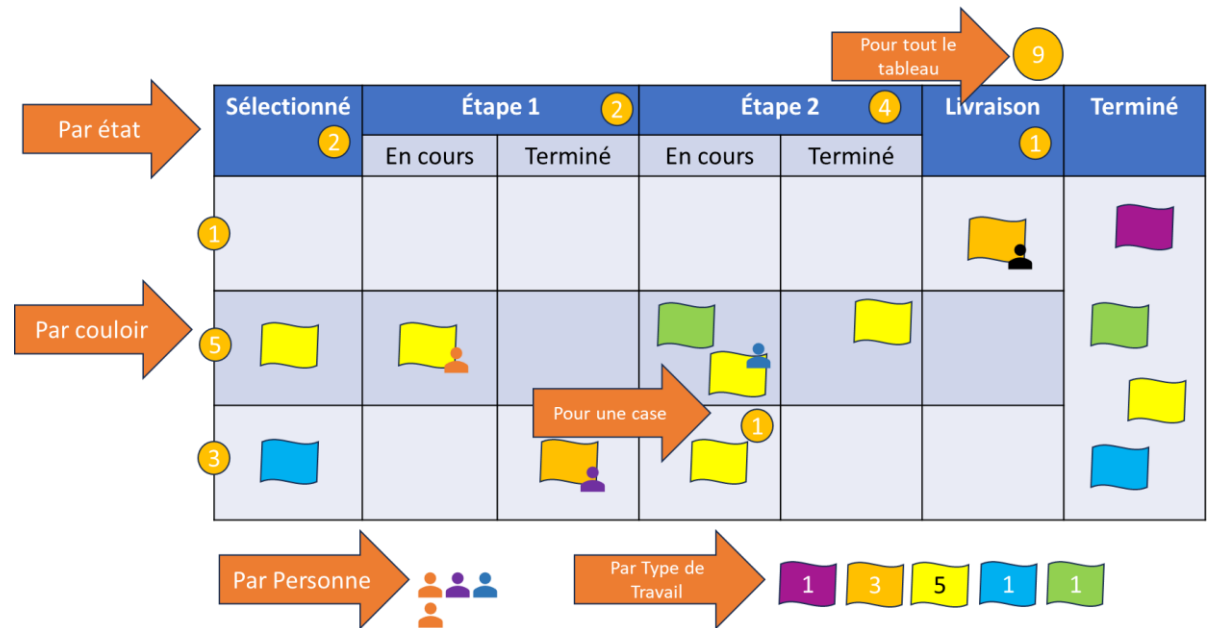 Pour tout le
tableau
9
Par état
Sélectionné
2
Étape 1
2
Étape 2
4
Livraison
1
Terminé
En cours
Terminé
En cours
Terminé
1
Par couloir
5
Pour une case
1
3
Par Personne
Par Type de
Travail
1
3
5
1
1